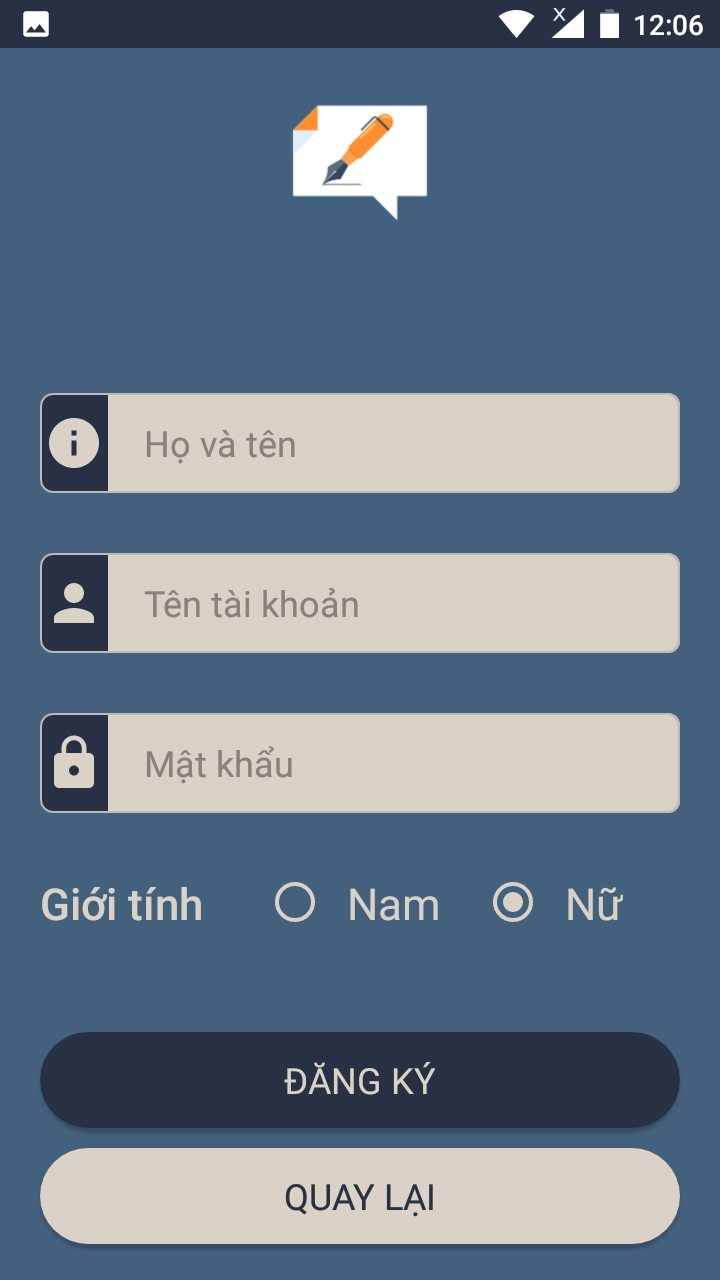 12:06
Họ và tên
Tên tài khoản
Mật khẩu
Giới tính Nam Nữ
ĐĂNG KÝ
QUAY LẠI